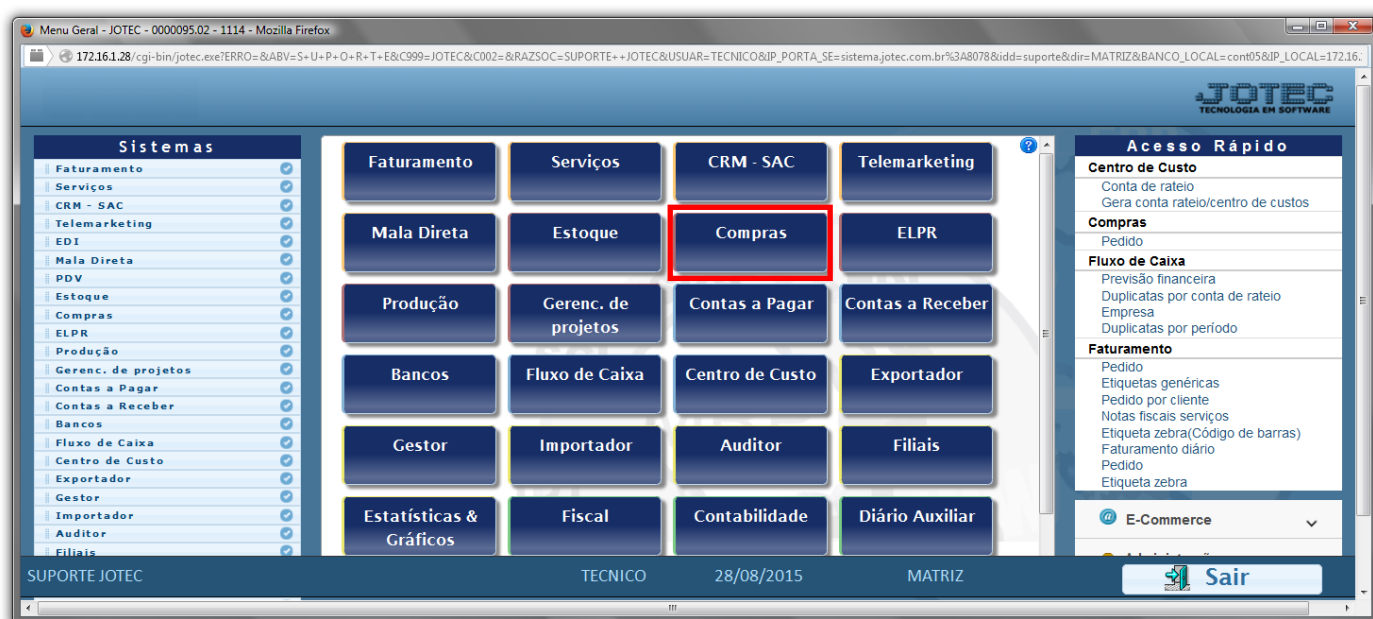 Menu Geral - JOTEC - 0000095.02 - 1114 - Mozilla Firefox
172.16.1.28/cgi-bin/jotec.exe?ERRO=&ABV=S+U+P+O+R+T+E&C999=JOTEC&C002=&RAZSOC=SUPORTE++JOTEC&USUAR=TECNICO&IP_PORTA_SE=sistema.jotec.com.br%3A8078&idd=suporte&dir=MATRIZ&BANCO_LOCAL=cont05&IP_LOCAL=172.16.
JOTEC
TECNOLOGIA EM SOFTWARE
Sistemas
Faturamento
Serviços
CRM - SAC
Telemarketing
EDI
Mala Direta
PDV
Estoque
Compras
ELPR
Produção
Gerenc. de projetos
Contas a Pagar
Contas a Receber
Bancos
Fluxo de Caixa
Centro de Custo
Exportador
Gestor
Importador
Auditor
Filiais
Faturamento Serviços CRM - SAC Telemarketing
Mala Direta Estoque Compras ELPR
Produção Gerenc. de projetos Contas a Pagar Contas a Receber
Bancos Fluxo de Caixa Centro de Custo Exportador
Gestor Importador Auditor Filiais
Estatísticas & Gráficos Fiscal Contabilidade Diário Auxiliar
Acesso Rápido
Centro de Custo
Conta de rateio
Gera conta rateio/centro de custos
Compras
Pedido
Fluxo de Caixa
Previsão financeira
Duplicatas por conta de rateio
Empresa
Duplicatas por período
Faturamento
Pedido
Etiquetas genéricas
Pedido por cliente
Notas fiscais serviços
Etiqueta zebra(Código de barras)
Faturamento diário
Pedido
Etiqueta zebra
E-Commerce
SUPORTE JOTEC TECNICO 28/08/2015 MATRIZ Sair